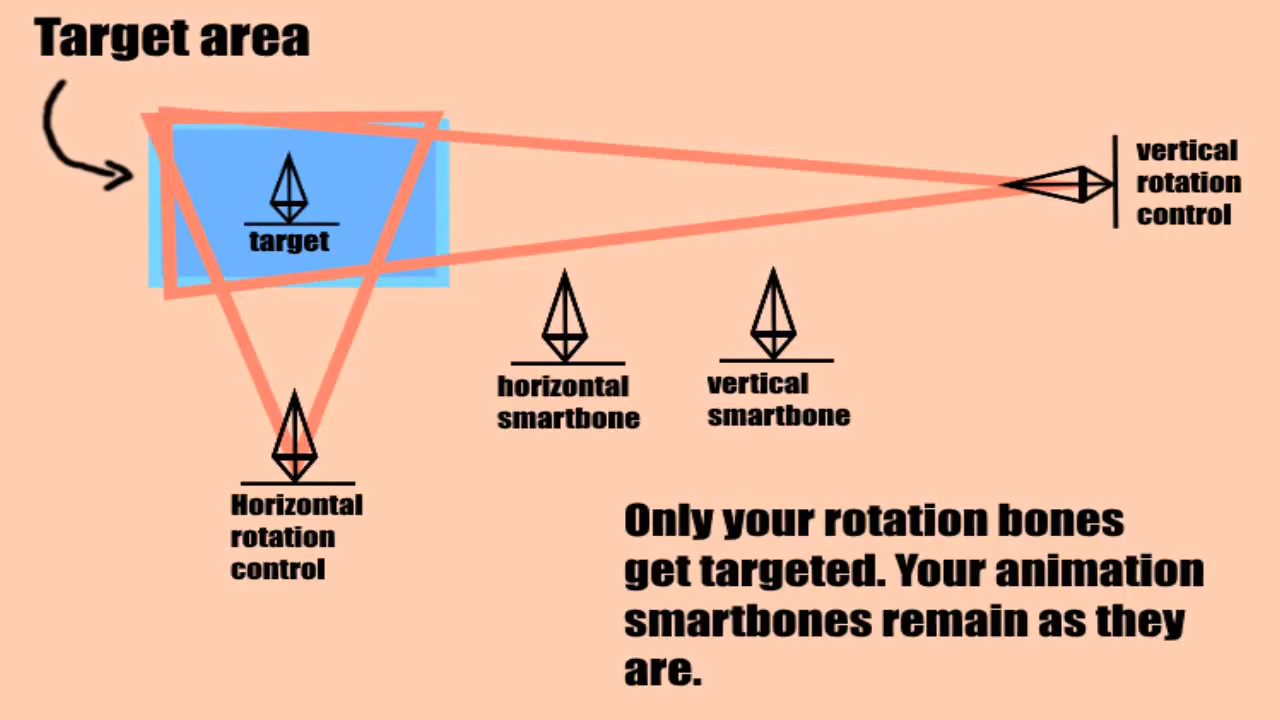 Target area
target
vertical
rotation
control
horizontal
smartbone
vertical
smartbone
Horizontal
rotation
control
Only your rotation bones
get targeted. Your animation
smartbones remain as they
are.